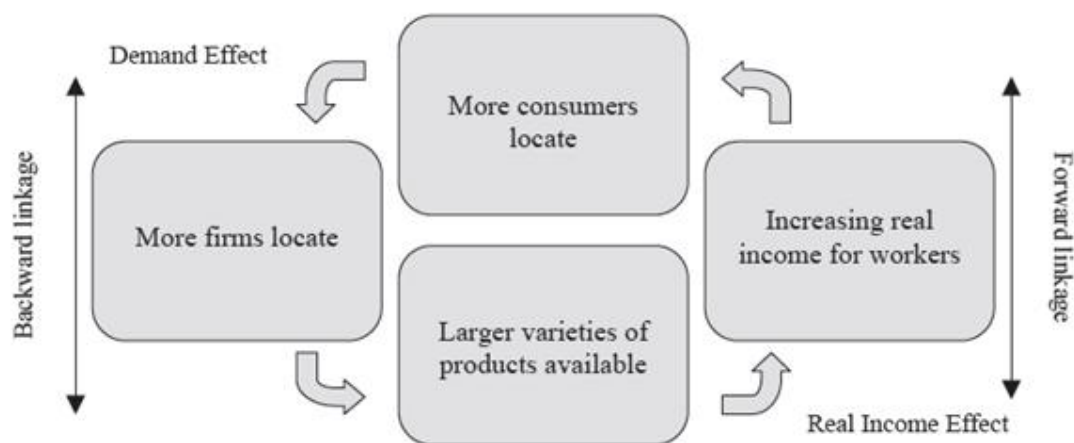 Demand Effect
More consumers
locate
Backward linkage
More firms locate
Increasing real
income for workers
Forward linkage
Larger varieties of
products available
Real Income Effect